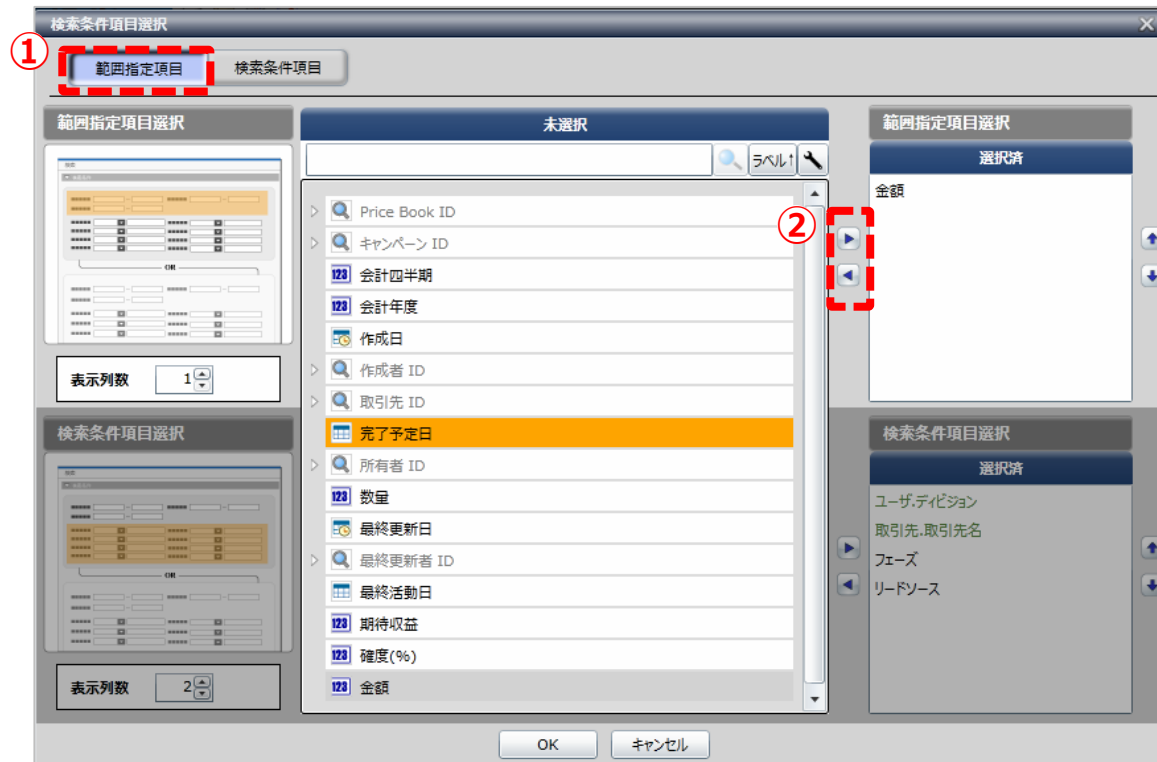 検索条件項目選択
①
範囲指定項目
検索条件項目
範囲指定項目選択
表示列数 1
検索条件項目選択
表示列数 2
未選択
ラベル↑
Price Book ID
キャンペーン ID
123 会計四半期
123 会計年度
作成日
作成者 ID
取引先 ID
完了予定日
所有者 ID
123 数量
最終更新日
最終更新者 ID
最終活動日
123 期待収益
123 確度(%)
123 金額
②
範囲指定項目選択
選択済
金額
検索条件項目選択
選択済
ユーザ.ディビジョン
取引先.取引先名
フェーズ
リードソース
OK
キャンセル